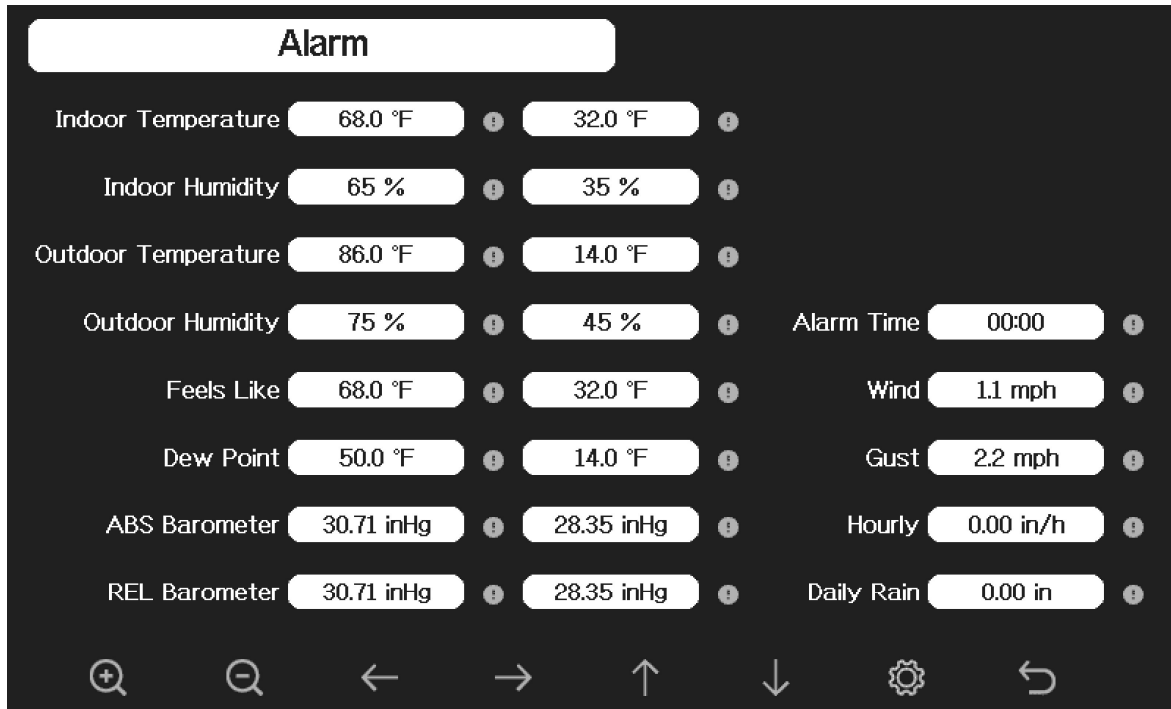 Alarm
Indoor Temperature 68.0 °F 32.0 °F
Indoor Humidity 65 % 35 %
Outdoor Temperature 86.0 °F 14.0 °F
Outdoor Humidity 75 % 45 % Alarm Time 00:00
Feels Like 68.0 °F 32.0 °F Wind 1.1 mph
Dew Point 50.0 °F 14.0 °F Gust 2.2 mph
ABS Barometer 30.71 inHg 28.35 inHg Hourly 0.00 in/h
REL Barometer 30.71 inHg 28.35 inHg Daily Rain 0.00 in